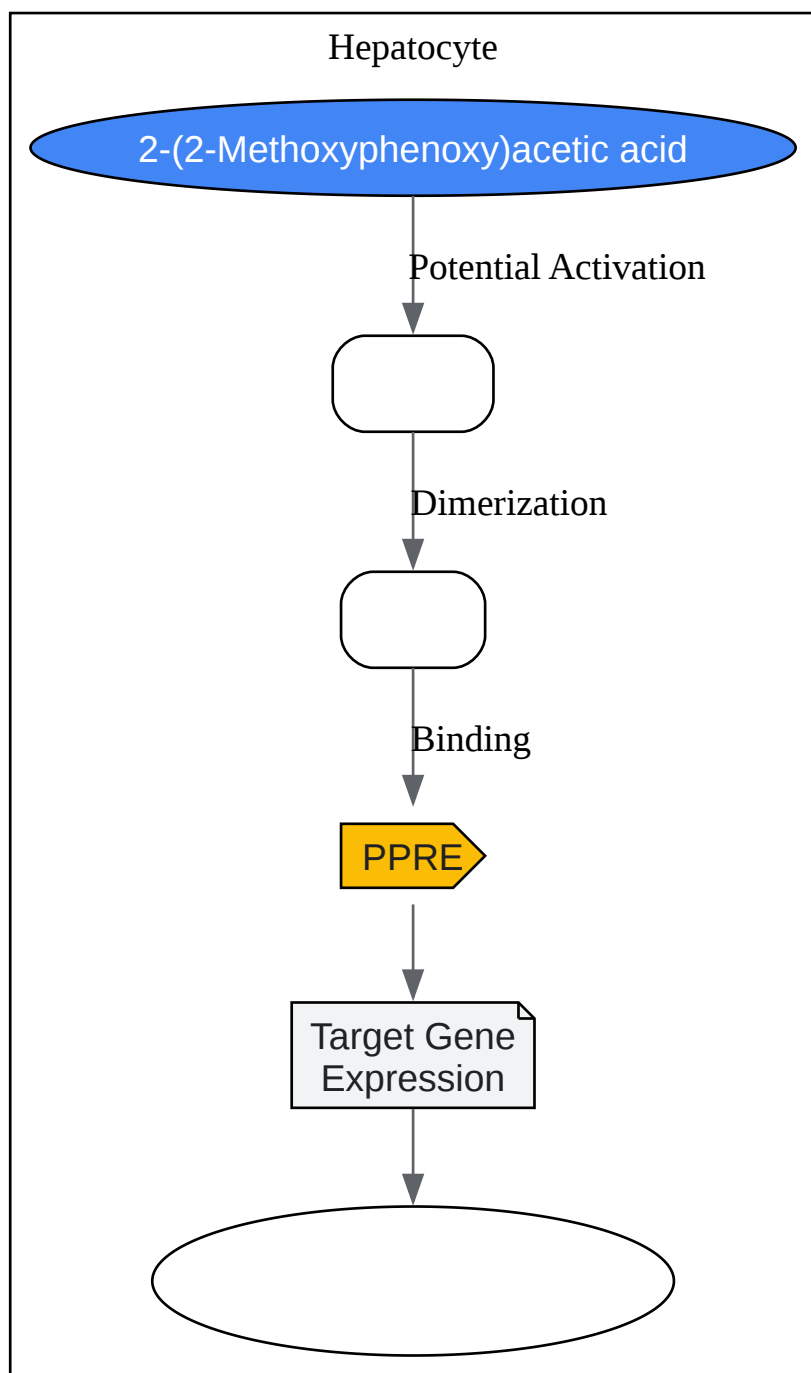 Hepatocyte
2-(2-Methoxyphenoxy)acetic acid
Potential Activation
Dimerization
Binding
PPRE
Target Gene
Expression